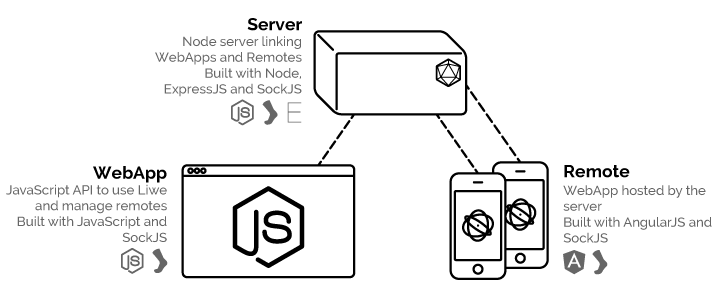 Server
Node server linking
WebApps and Remotes
Built with Node,
ExpressJS and SockJS
JS
E
WebApp
JavaScript API to use Liwe
and manage remotes
Built with JavaScript and
SockJS
JS
JS
Remote
WebApp hosted by the
server
Built with AngularJS and
SockJS
A